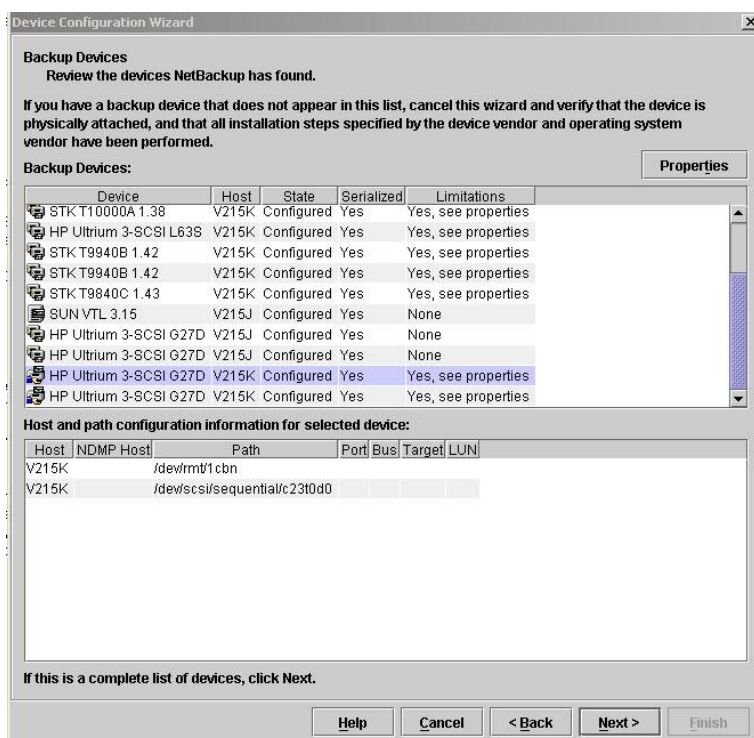 Device Configuration Wizard
Backup Devices
Review the devices NetBackup has found.
If you have a backup device that does not appear in this list, cancel this wizard and verify that the device is
physically attached, and that all installation steps specified by the device vendor and operating system
vendor have been performed.
Backup Devices:
Properties
Device Host State Serialized Limitations
STK T10000A 1.38 V215K Configured Yes Yes, see properties
HP Ultrium 3-SCSI L63S V215K Configured Yes Yes, see properties
STK T9940B 1.42 V215K Configured Yes Yes, see properties
STK T9940B 1.42 V215K Configured Yes Yes, see properties
STK T9840C 1.43 V215K Configured Yes Yes, see properties
SUN VTL 3.15 V215J Configured Yes None
HP Ultrium 3-SCSI G27D V215J Configured Yes None
HP Ultrium 3-SCSI G27D V215J Configured Yes None
HP Ultrium 3-SCSI G27D V215K Configured Yes Yes, see properties
HP Ultrium 3-SCSI G27D V215K Configured Yes Yes, see properties
Host and path configuration information for selected device:
Host NDMP Host Path Port Bus Target LUN
V215K /dev/rmt/1cbn
V215K /dev/scsi/sequential/c23t0d0
If this is a complete list of devices, click Next.
Help Cancel < Back Next > Finish